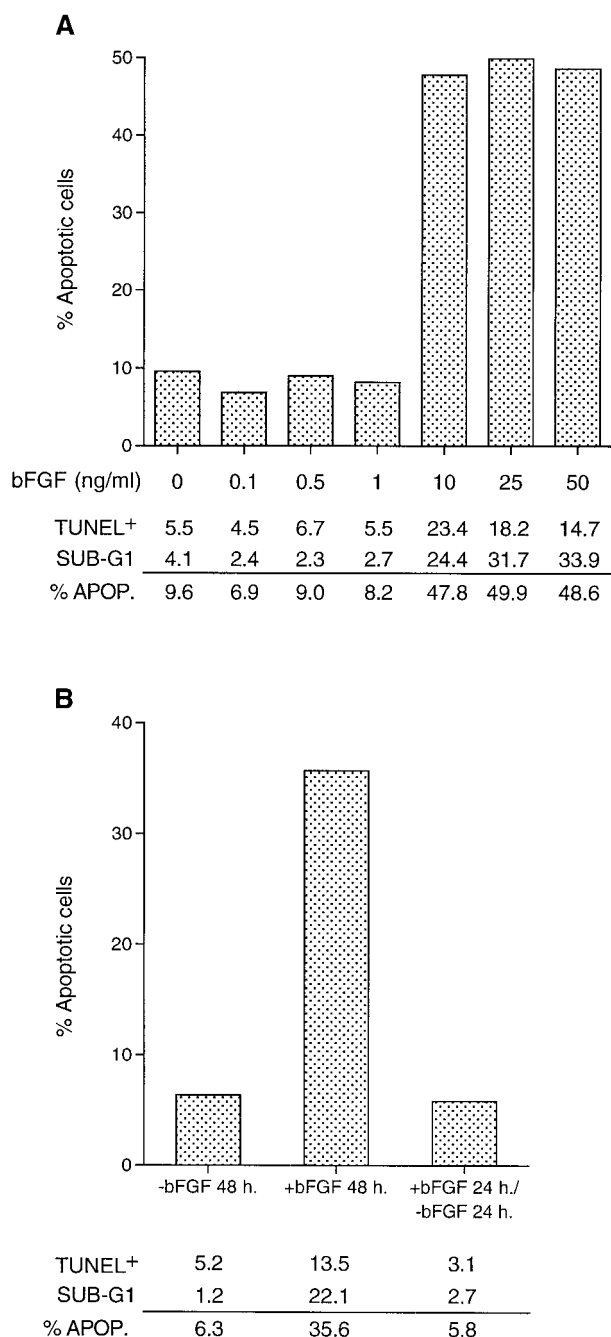 A
50
40
30
20
10
0
% Apoptotic cells
bFGF (ng/ml) 0 0.1 0.5 1 10 25 50
TUNEL+ 5.5 4.5 6.7 5.5 23.4 18.2 14.7
SUB-G1 4.1 2.4 2.3 2.7 24.4 31.7 33.9
% APOP. 9.6 6.9 9.0 8.2 47.8 49.9 48.6
B
40
30
20
10
0
% Apoptotic cells
-bFGF 48 h. +bFGF 48 h. +bFGF 24 h./
-bFGF 24 h.
TUNEL+ 5.2 13.5 3.1
SUB-G1 1.2 22.1 2.7
% APOP. 6.3 35.6 5.8